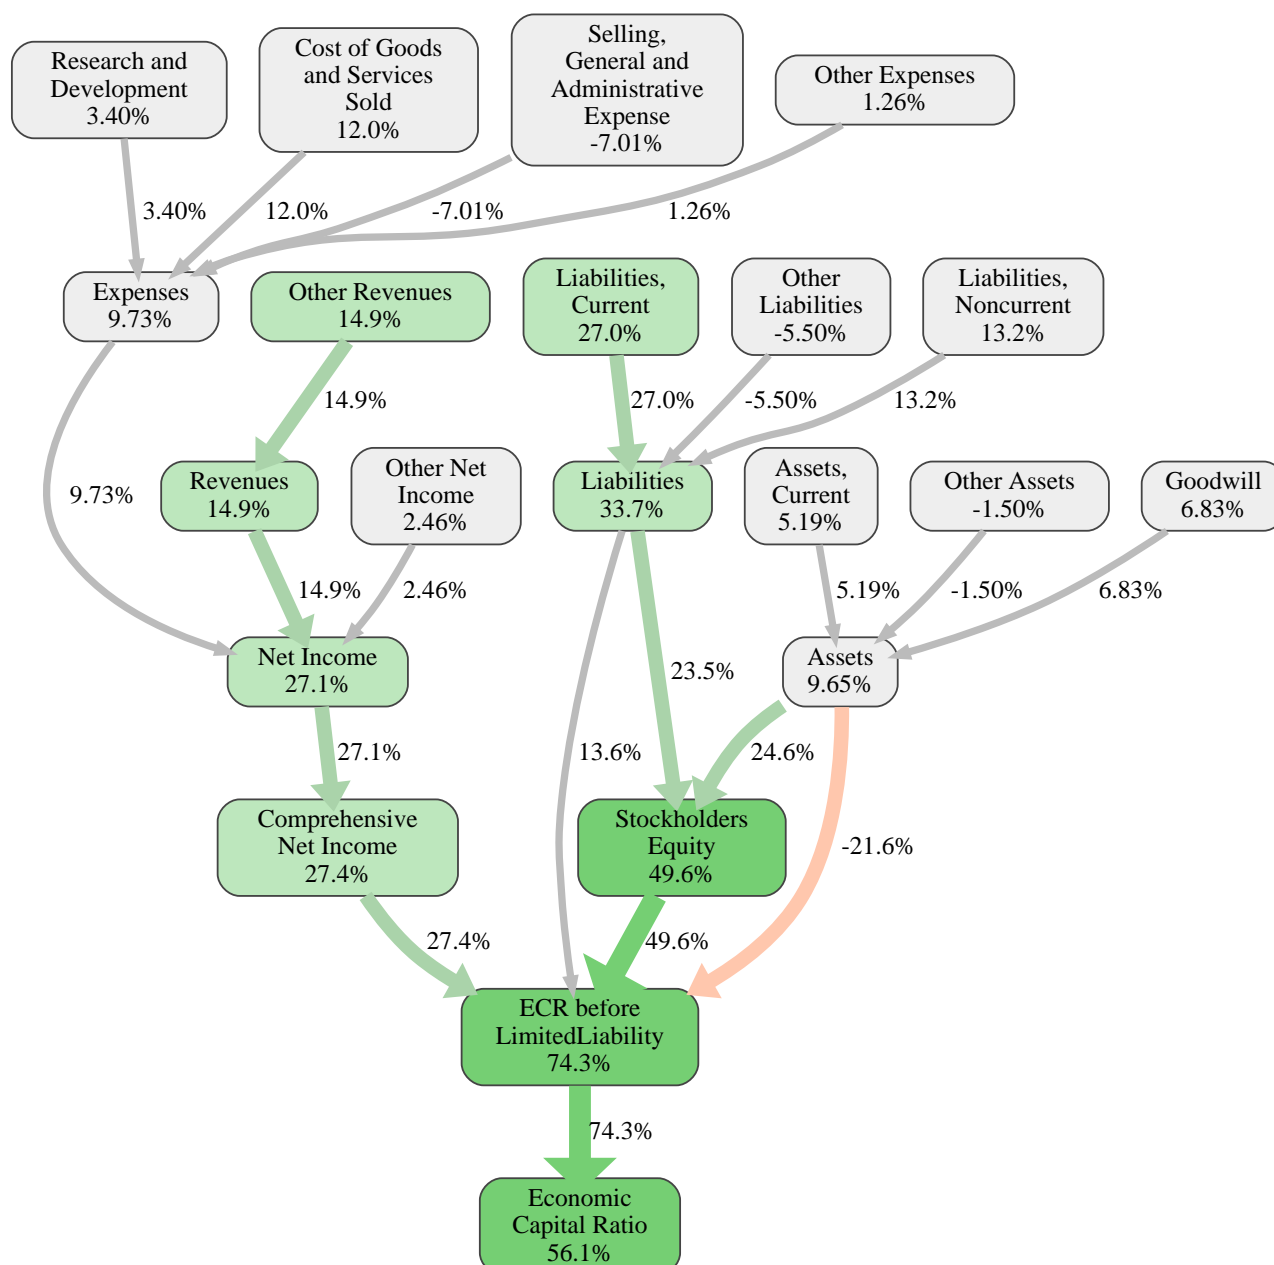 Research and
Development
3.40%
Cost of Goods
and Services
Sold
12.0%
Selling,
General and
Administrative
Expense
-7.01%
Other Expenses
1.26%
3.40%
12.0%
-7.01%
1.26%
Expenses
9.73%
Other Revenues
14.9%
Liabilities,
Current
27.0%
Other
Liabilities
-5.50%
Liabilities,
Noncurrent
13.2%
14.9%
27.0%
-5.50%
13.2%
9.73%
Revenues
14.9%
Other Net
Income
2.46%
Liabilities
33.7%
Assets,
Current
5.19%
Other Assets
-1.50%
Goodwill
6.83%
14.9%
2.46%
5.19%
-1.50%
6.83%
Net Income
27.1%
23.5%
Assets
9.65%
27.1%
13.6%
24.6%
Comprehensive
Net Income
27.4%
Stockholders
Equity
49.6%
-21.6%
27.4%
49.6%
ECR before
LimitedLiability
74.3%
74.3%
Economic
Capital Ratio
56.1%